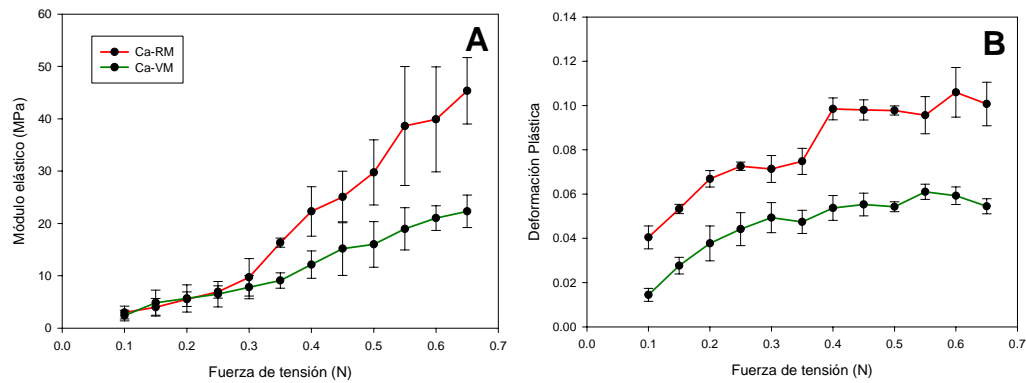 A
Ca-RM
Ca-VM
Módulo elástico (MPa)
60
50
40
30
20
10
0
0.0 0.1 0.2 0.3 0.4 0.5 0.6 0.7
Fuerza de tensión (N)
B
Deformación Plástica
0.14
0.12
0.10
0.08
0.06
0.04
0.02
0.00
0.0 0.1 0.2 0.3 0.4 0.5 0.6 0.7
Fuerza de tensión (N)